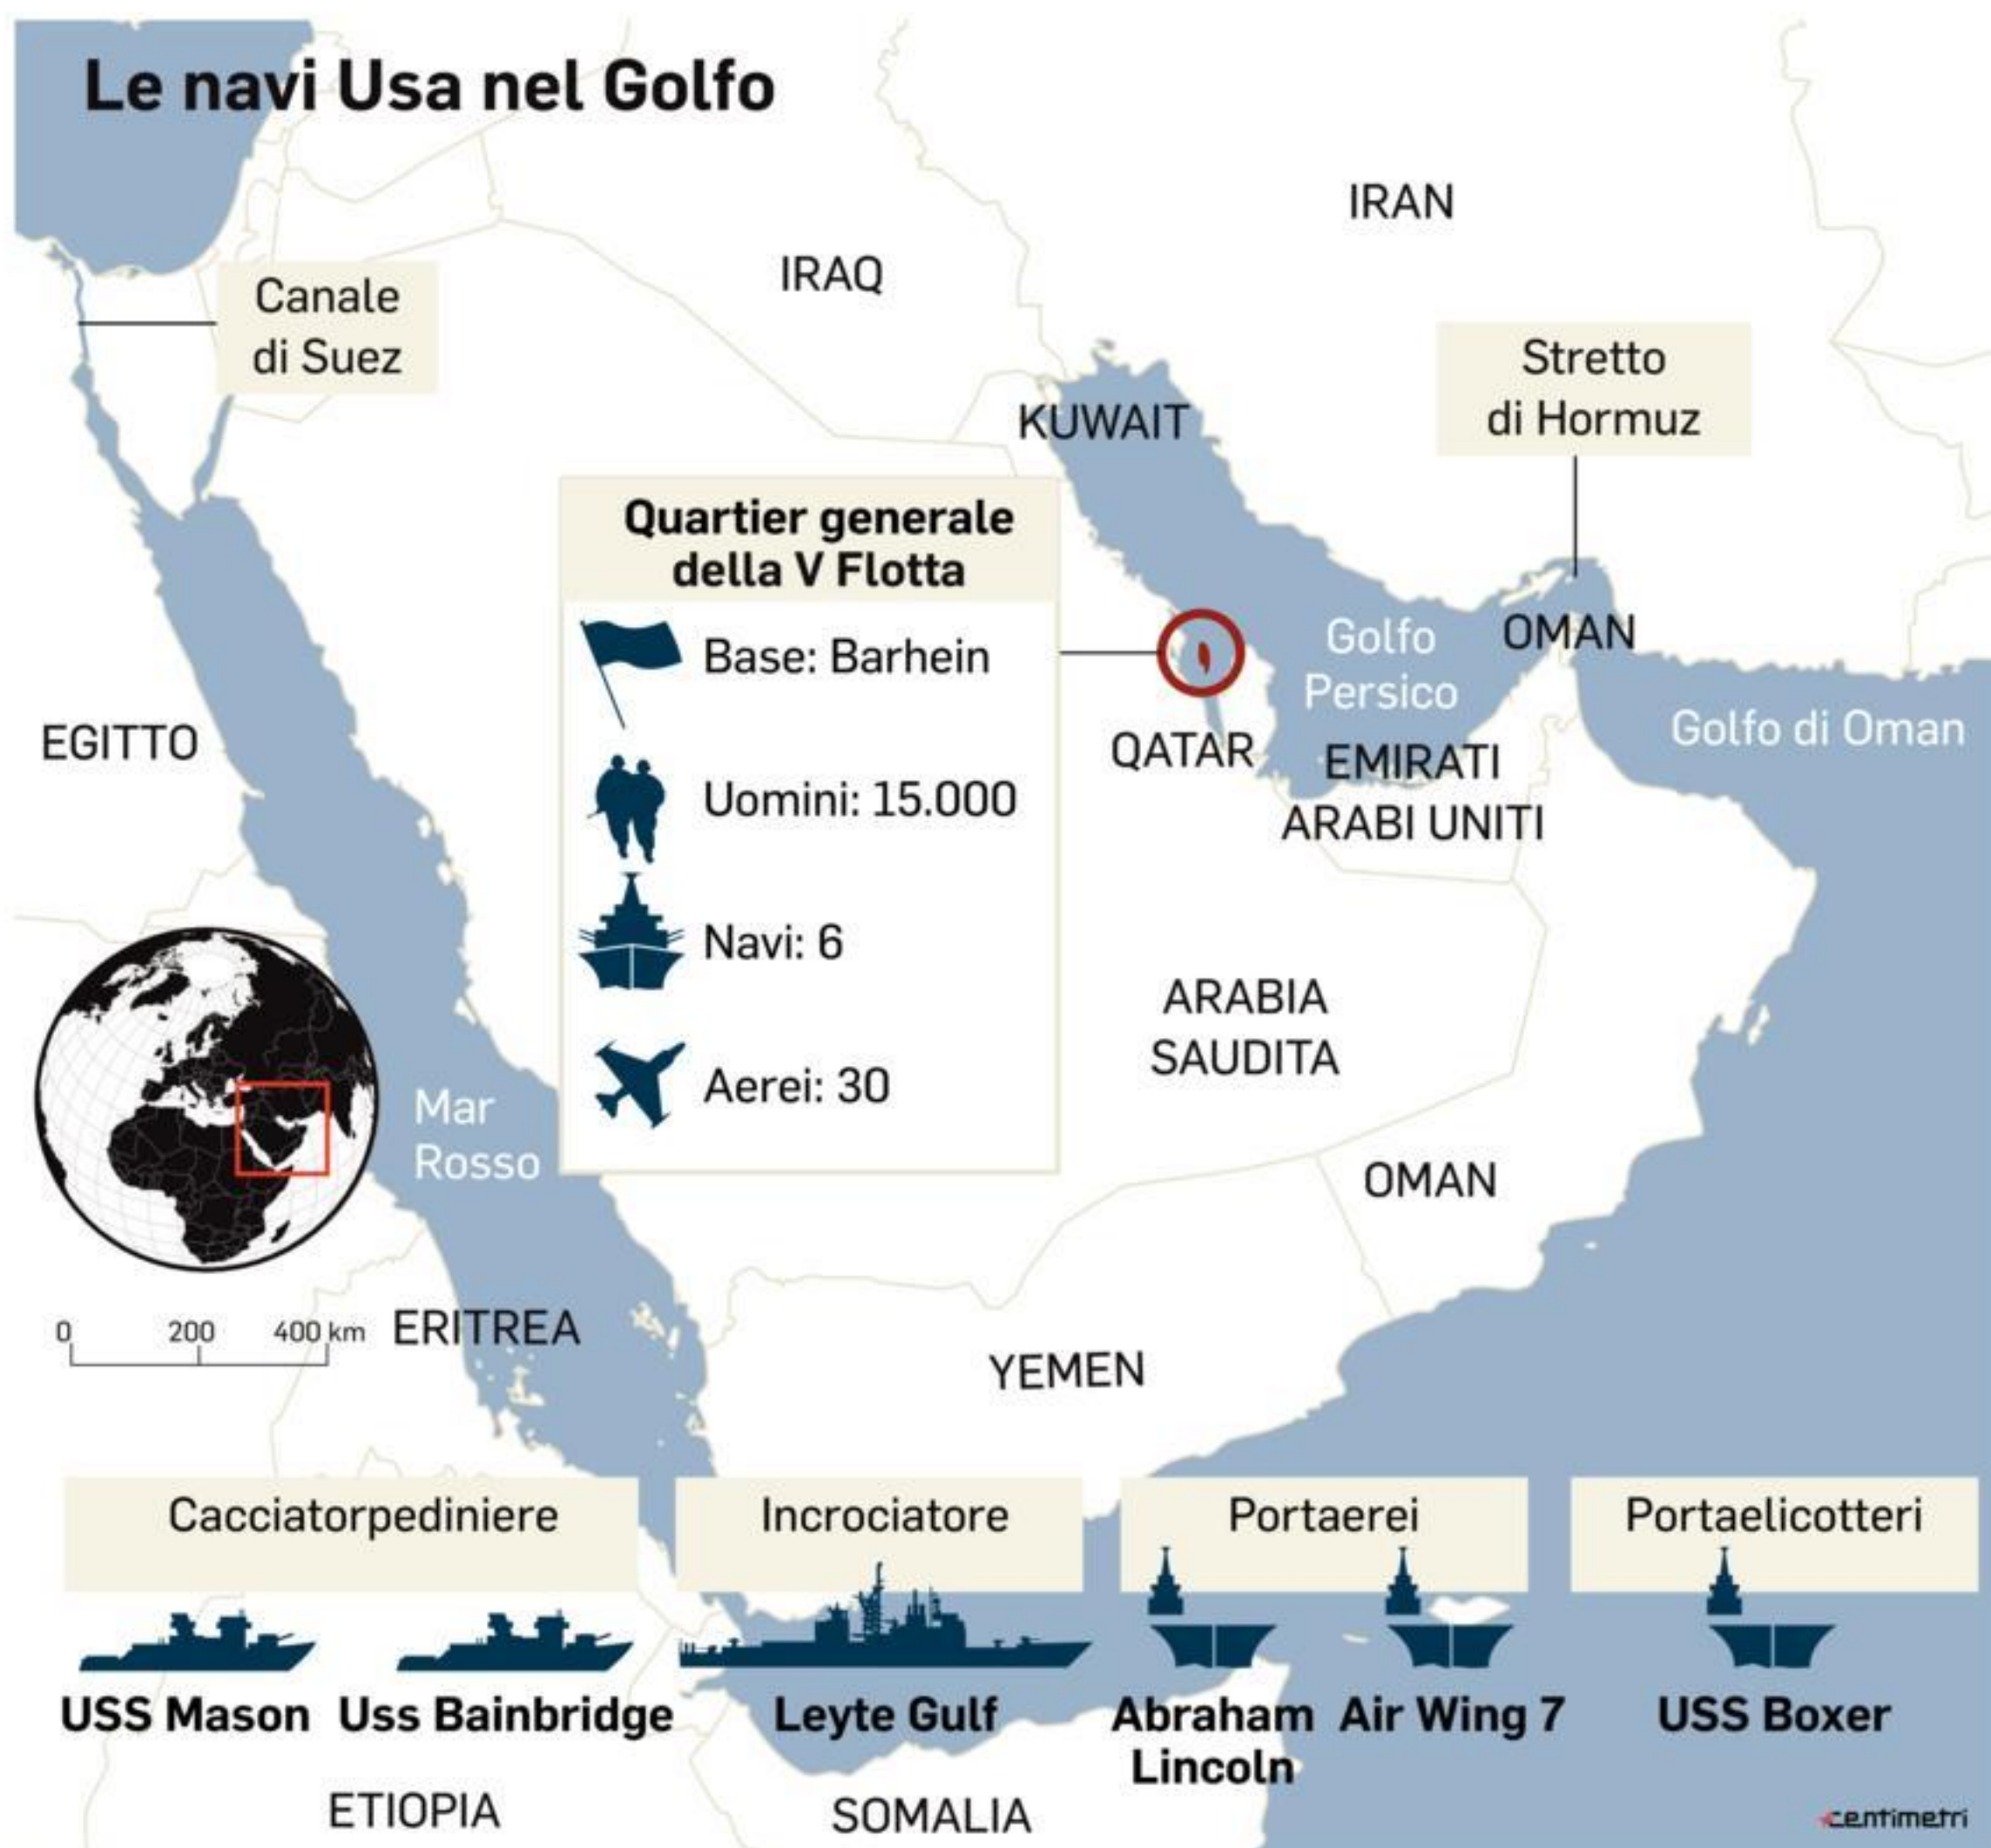 Le navi Usa nel Golfo
IRAN
IRAQ
Canale
di Suez
Stretto
di Hormuz
KUWAIT
Quartier generale
della V Flotta
Base: Barhein
Uomini: 15.000
Navi: 6
Aerei: 30
Golfo
Persico
OMAN
Golfo di Oman
QATAR
EMIRATI
ARABI UNITI
EGITTO
ARABIA
SAUDITA
Mar
Rosso
OMAN
0 200 400 km
ERITREA
YEMEN
Cacciatorpediniere
Incrociatore
Portaerei
Portaelicotteri
USS Mason
Uss Bainbridge
Leyte Gulf
Abraham
Lincoln
Air Wing 7
USS Boxer
ETIOPIA
SOMALIA
centimetri